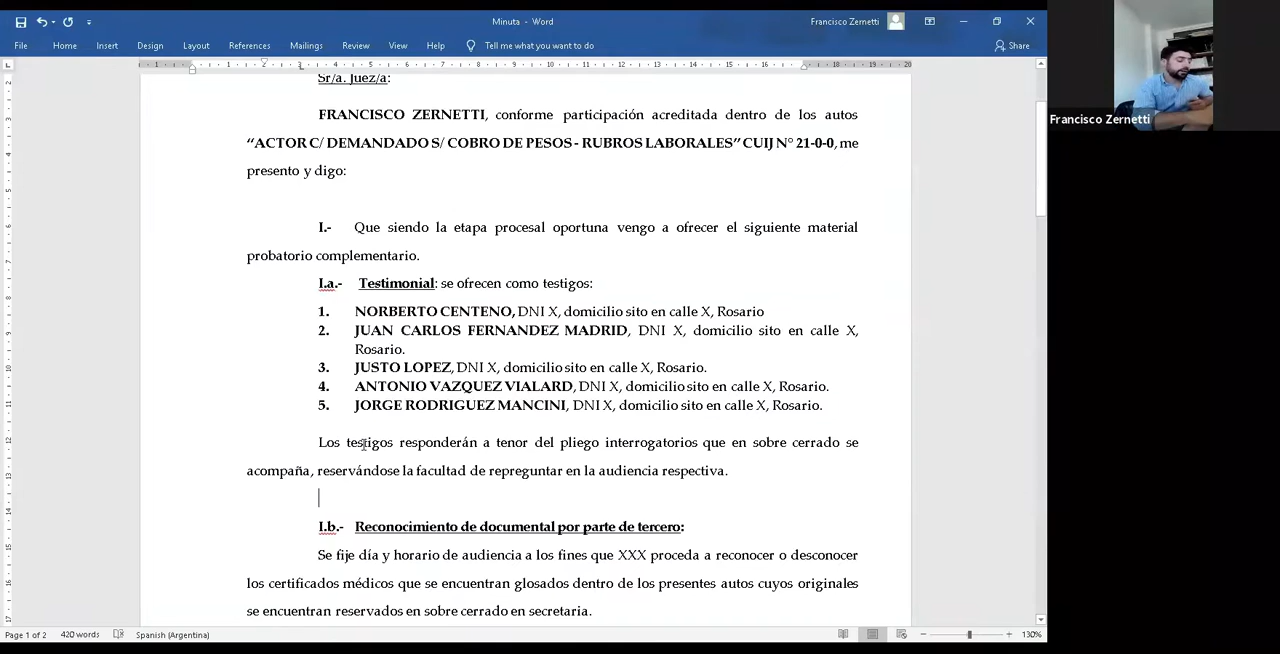 Minuta - Word
Francisco Zernetti
File Home Insert Design Layout References Mailings Review View Help Tell me what you want to do Share
Sr/a. Juez/a:
FRANCISCO ZERNETTI, conforme participación acreditada dentro de los autos
“ACTOR C/ DEMANDADO S/ COBRO DE PESOS - RUBROS LABORALES” CUIJ N° 21-0-0, me
presento y digo:
I.- Que siendo la etapa procesal oportuna vengo a ofrecer el siguiente material
probatorio complementario.
I.a.- Testimonial: se ofrecen como testigos:
1. NORBERTO CENTENO, DNI X, domicilio sito en calle X, Rosario
2. JUAN CARLOS FERNANDEZ MADRID, DNI X, domicilio sito en calle X,
Rosario.
3. JUSTO LOPEZ, DNI X, domicilio sito en calle X, Rosario.
4. ANTONIO VAZQUEZ VIALARD, DNI X, domicilio sito en calle X, Rosario.
5. JORGE RODRIGUEZ MANCINI, DNI X, domicilio sito en calle X, Rosario.
Los testigos responderán a tenor del pliego interrogatorios que en sobre cerrado se
acompaña, reservándose la facultad de repreguntar en la audiencia respectiva.
I.b.- Reconocimiento de documental por parte de tercero:
Se fije día y horario de audiencia a los fines que XXX proceda a reconocer o desconocer
los certificados médicos que se encuentran glosados dentro de los presentes autos cuyos originales
se encuentran reservados en sobre cerrado en secretaria.
Page 1 of 2 420 words Spanish (Argentina) 130%
Francisco Zernetti